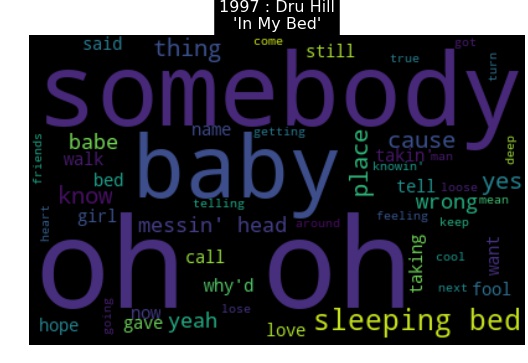 1997 : Dru Hill
'In My Bed'
said
thing
come
still
got
true
turn
somebody
friends
babe
walk
name
getting
baby
place
cause
takin'
man
deep
knowin'
know
bed
telling
tell
loose
yes
wrong
mean
heart
girl
messin' head
around
feeling
keep
oh oh
call
taking
want
cool
why'd
next
fool
going
now
lose
hope
gave
yeah
love
sleeping bed